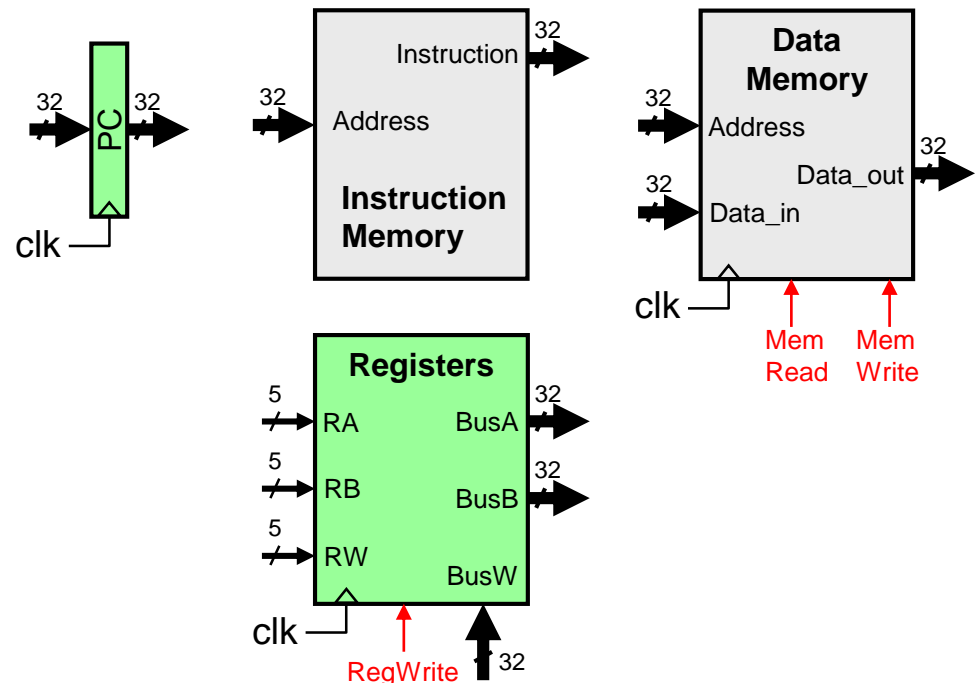 32
32
PC
clk
32
Instruction
32
Address
Instruction
Memory
Data
Memory
32
Address
32
Data_out
32
Data_in
clk
Mem
Read
Mem
Write
Registers
5
RA
32
BusA
5
RB
32
BusB
5
RW
BusW
clk
RegWrite
32